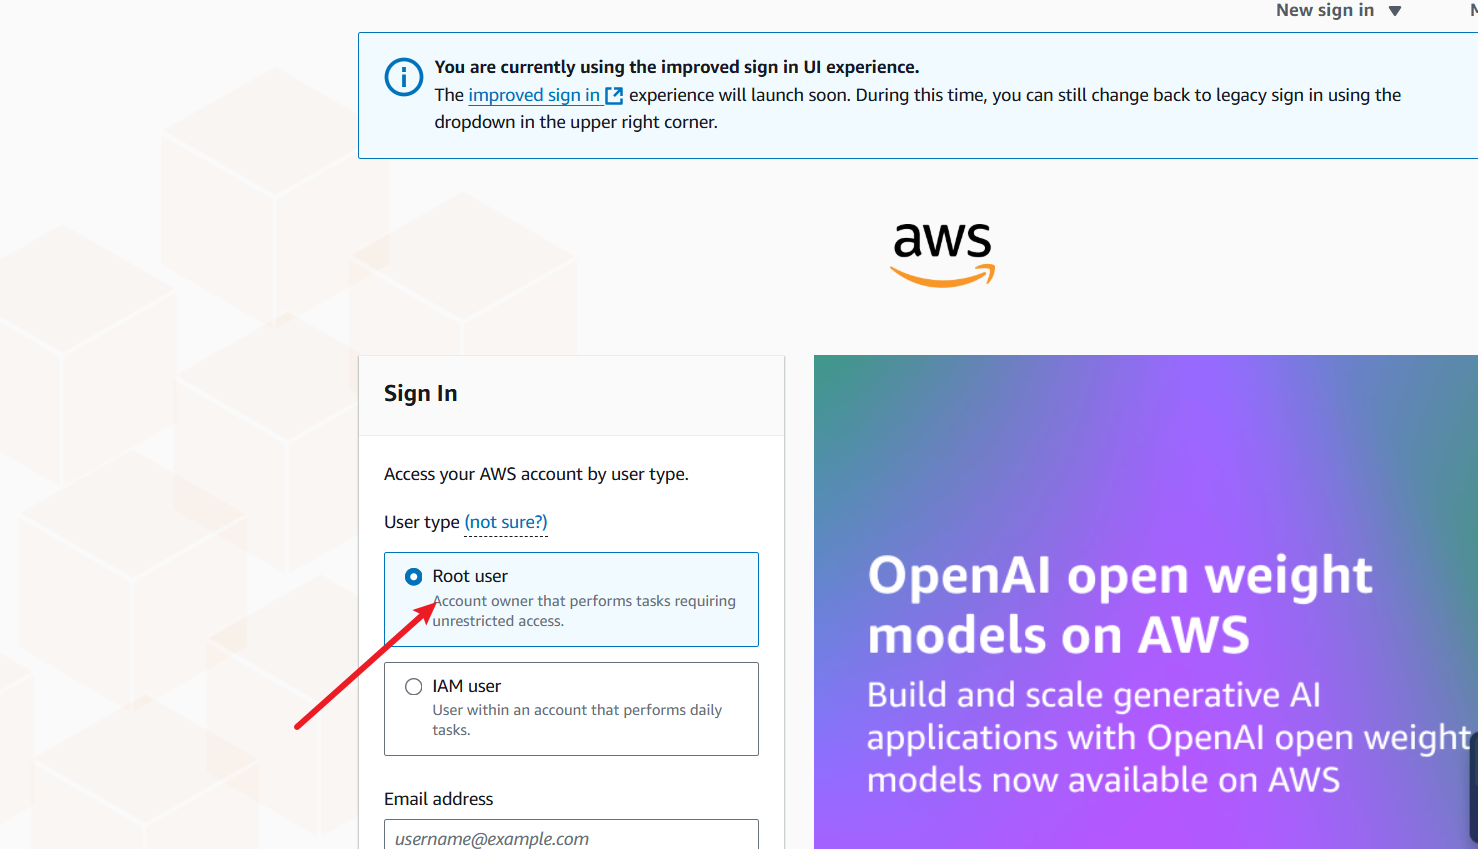 New sign in
You are currently using the improved sign in UI experience.
The improved sign in experience will launch soon. During this time, you can still change back to legacy sign in using the
dropdown in the upper right corner.
aws
Sign In
Access your AWS account by user type.
User type (not sure?)
Root user
Account owner that performs tasks requiring
unrestricted access.
IAM user
User within an account that performs daily
tasks.
Email address
username@example.com
OpenAI open weight
models on AWS
Build and scale generative AI
applications with OpenAI open weight
models now available on AWS